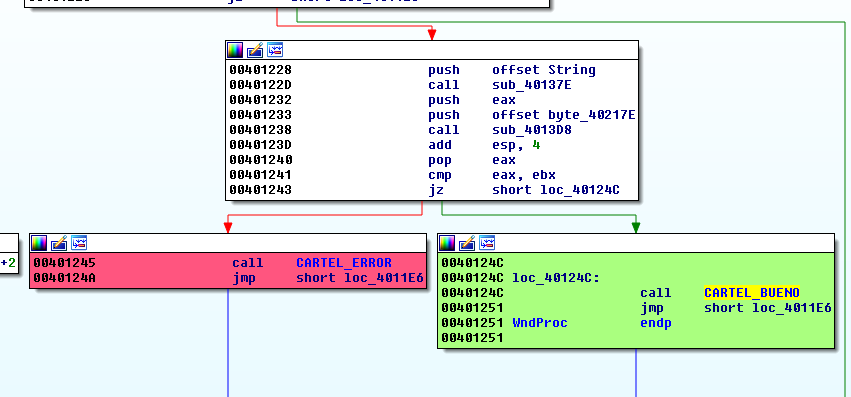 00401228 push offset String
0040122D call sub_40137E
00401232 push eax
00401233 push offset byte_40217E
00401238 call sub_4013D8
0040123D add esp, 4
00401240 pop eax
00401241 cmp eax, ebx
00401243 jz short loc_40124C
+2
00401245 call CARTEL_ERROR
0040124A jmp short loc_4011E6
0040124C
0040124C loc_40124C:
0040124C call CARTEL_BUENO
00401251 jmp short loc_4011E6
00401251 WndProc endp
00401251